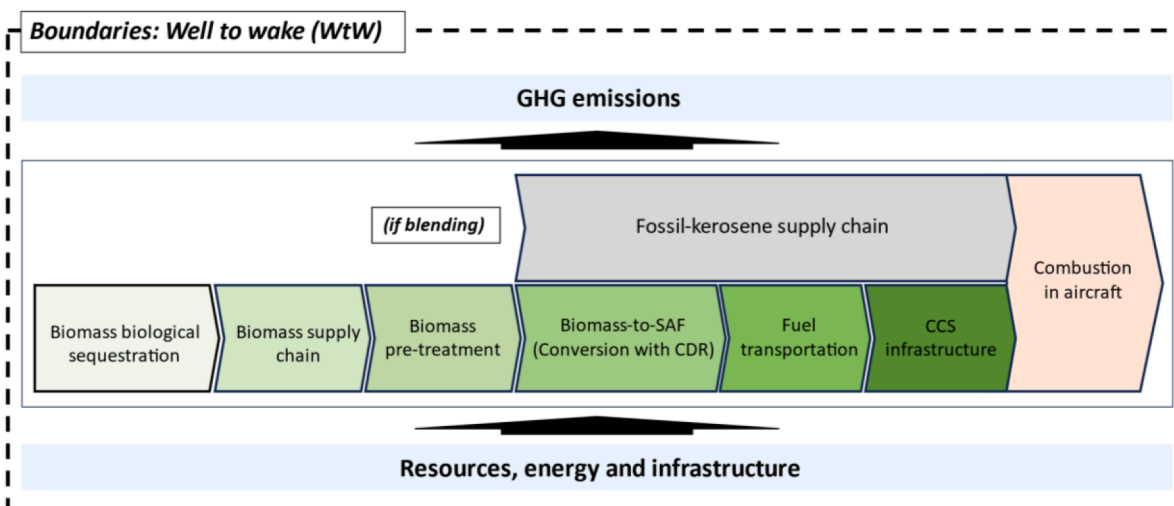 Boundaries: Well to wake (WtW)
GHG emissions
(if blending)
Fossil-kerosene supply chain
Combustion
in aircraft
Biomass biological
sequestration
Biomass supply
chain
Biomass
pre-treatment
Biomass-to-SAF
(Conversion with CDR)
Fuel
transportation
CCS
infrastructure
Resources, energy and infrastructure